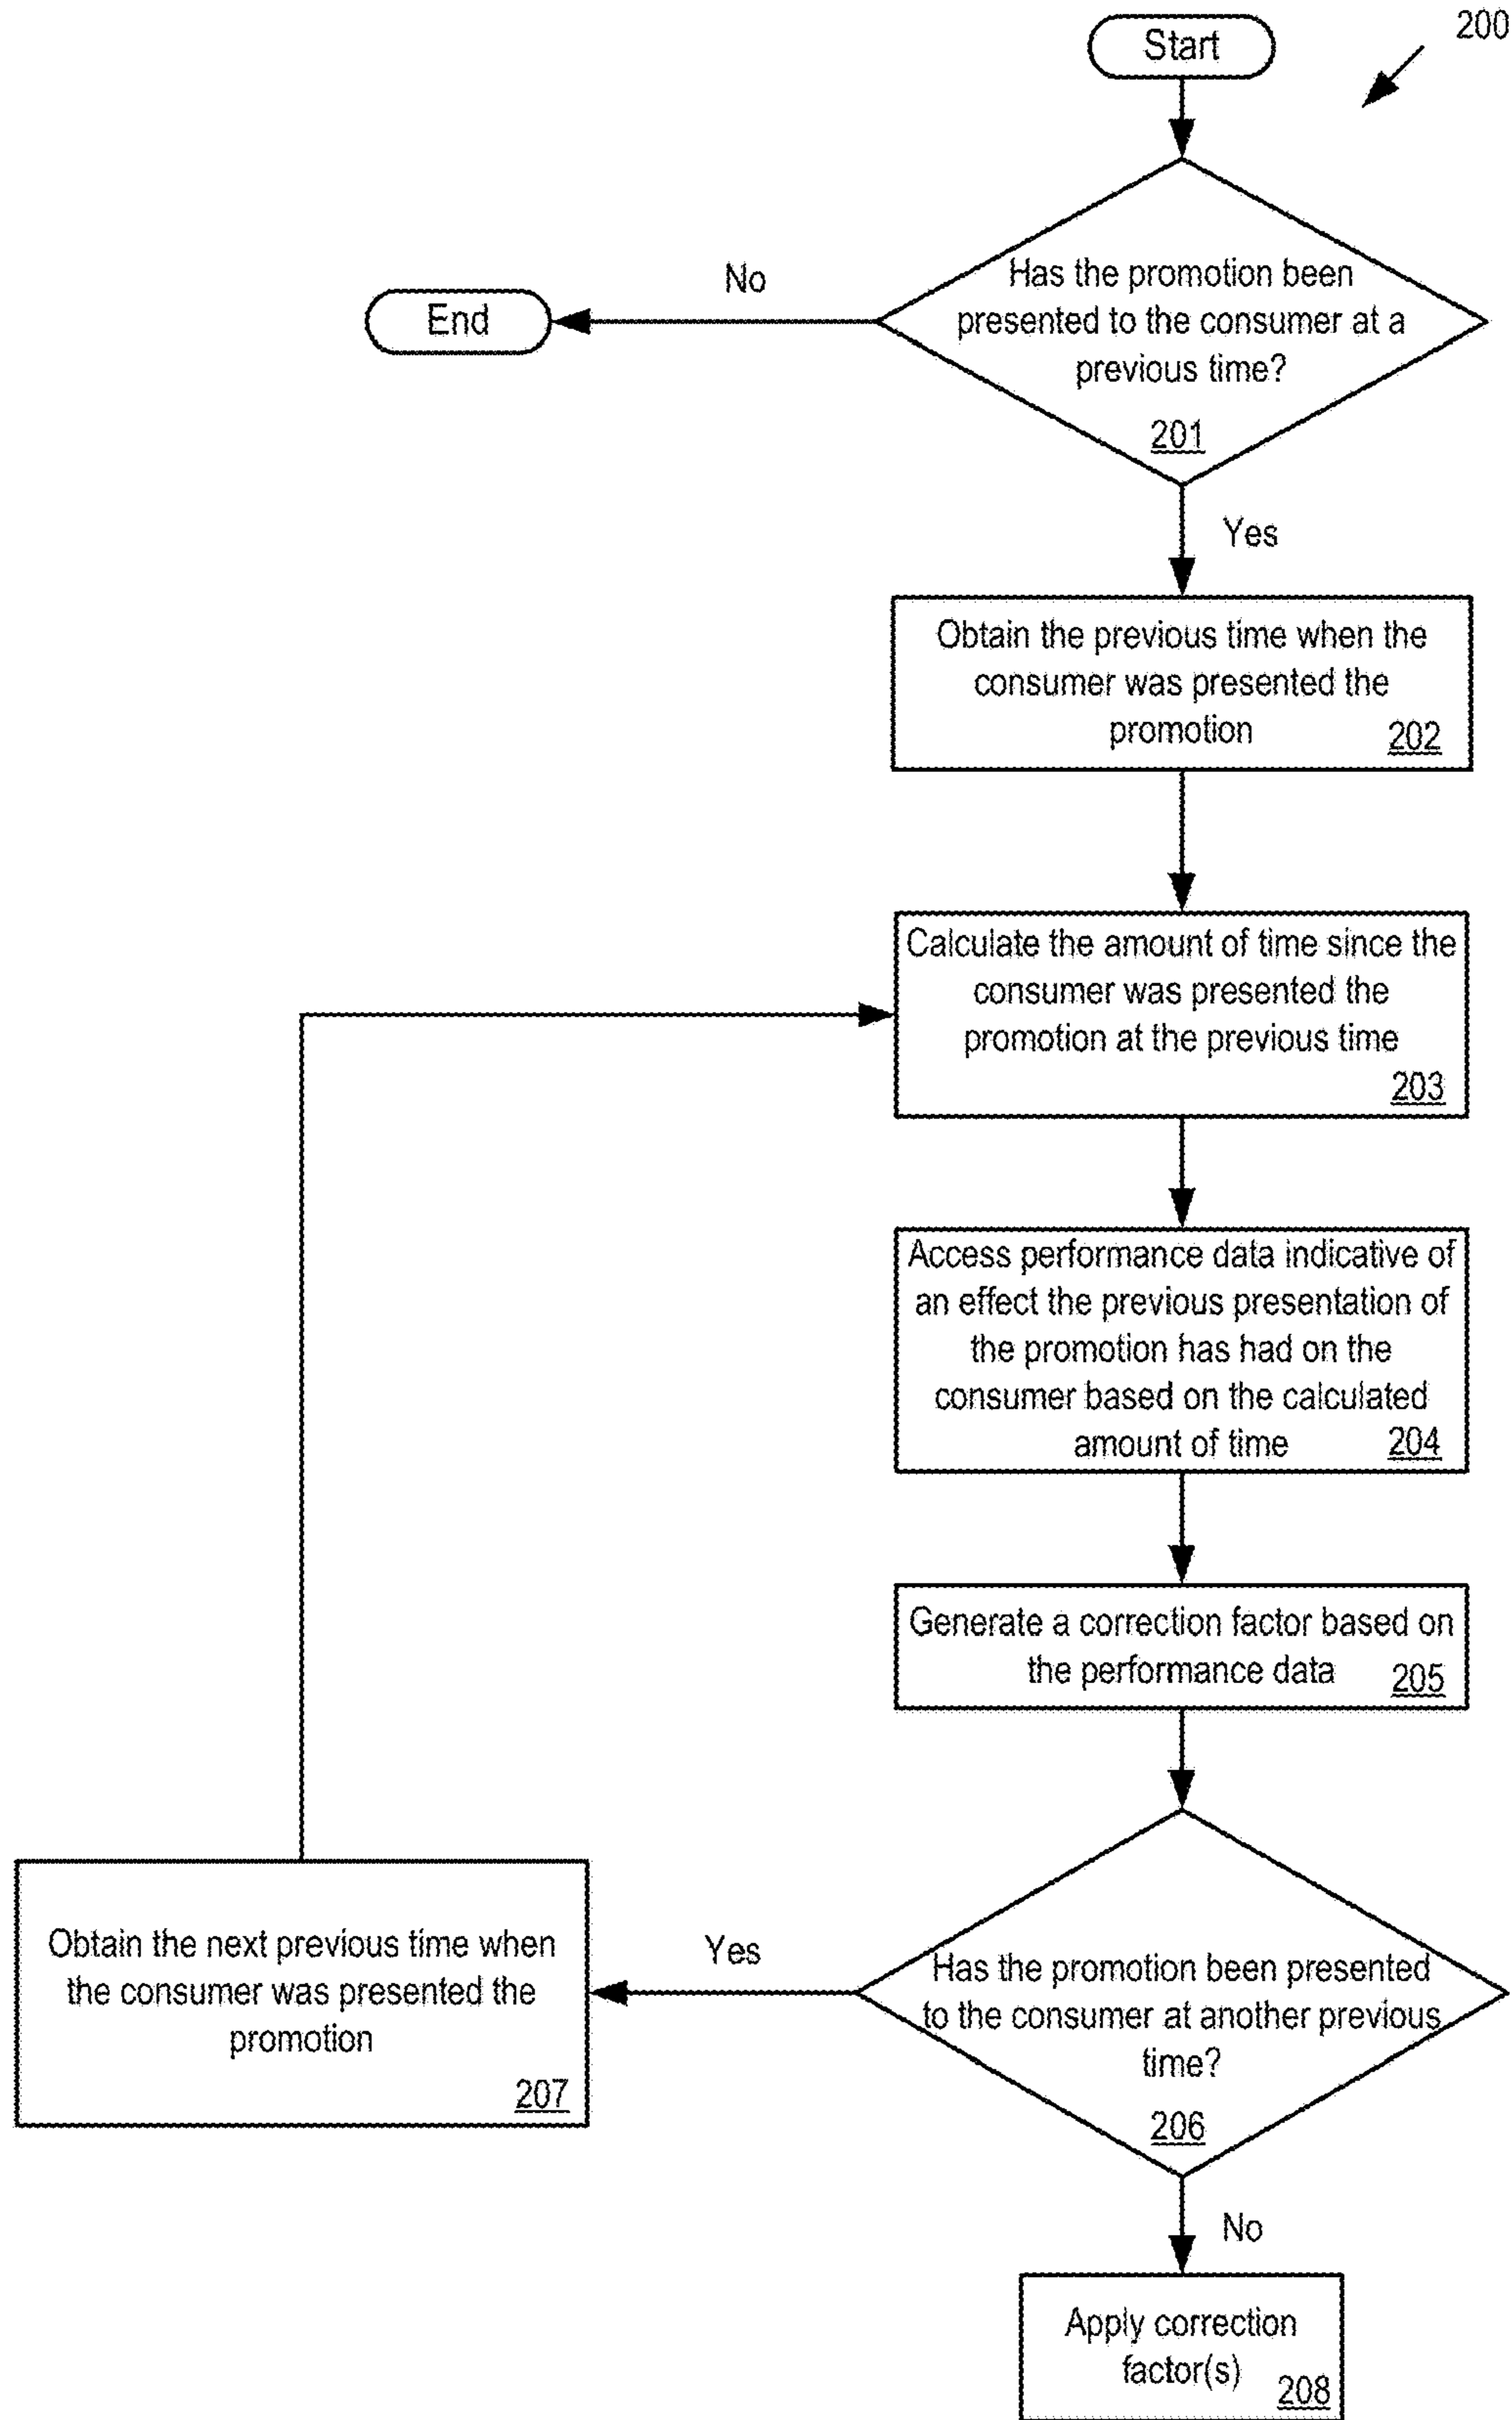 200
Start
Has the promotion been
presented to the consumer at a
previous time?
201
No
End
Yes
Obtain the previous time when the
consumer was presented the
promotion
202
Calculate the amount of time since the
consumer was presented the
promotion at the previous time
203
Access performance data indicative of
an effect the previous presentation of
the promotion has had on the
consumer based on the calculated
amount of time
204
Generate a correction factor based on
the performance data
205
Has the promotion been presented
to the consumer at another previous
time?
206
Yes
Obtain the next previous time when
the consumer was presented the
promotion
207
No
Apply correction
factor(s)
208